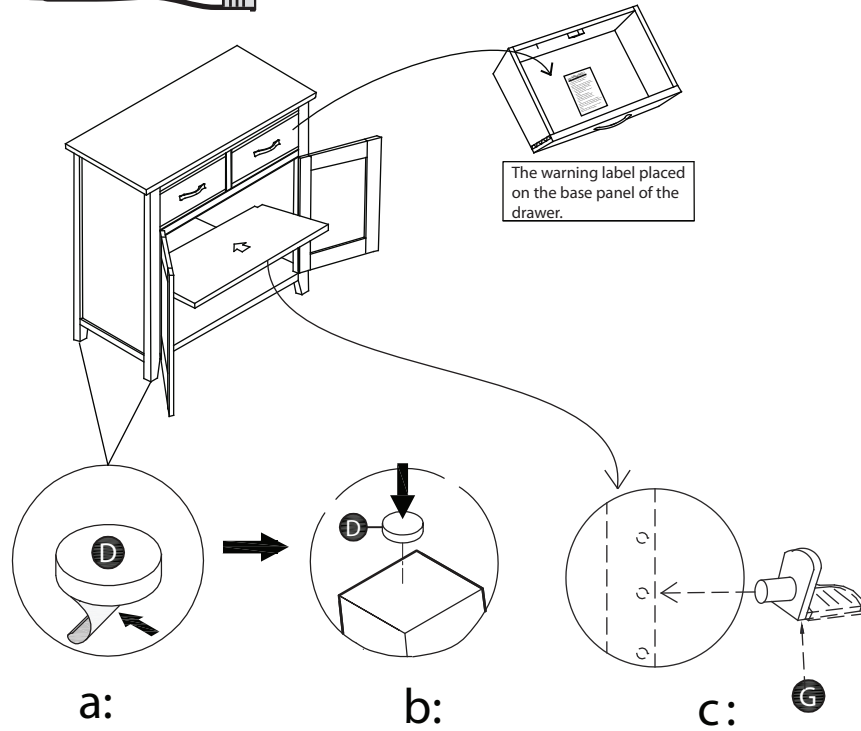 The warning label placed
on the base panel of the
drawer.
D
D
G
a:
b:
c: